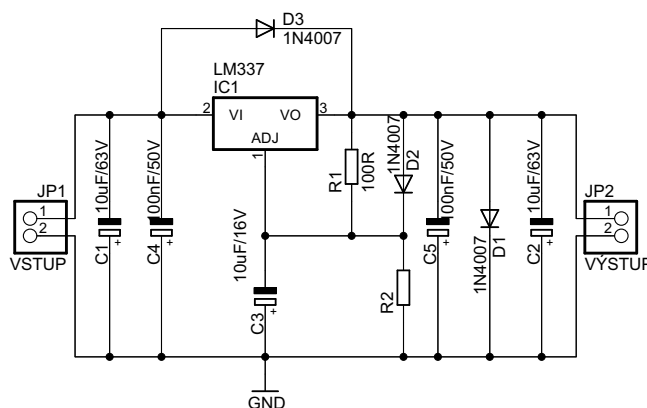 D3
1N4007
LM337
IC1
2
VI
VO
3
ADJ
1
10uF/63V
C1
+
100nF/50V
C4
+
R1
100R
1N4007
D2
100nF/50V
C5
+
1N4007
D1
10uF/63V
C2
+
JP1
1
2
VSTUP
JP2
1
2
VÝSTUP
10uF/16V
C3
+
R2
GND